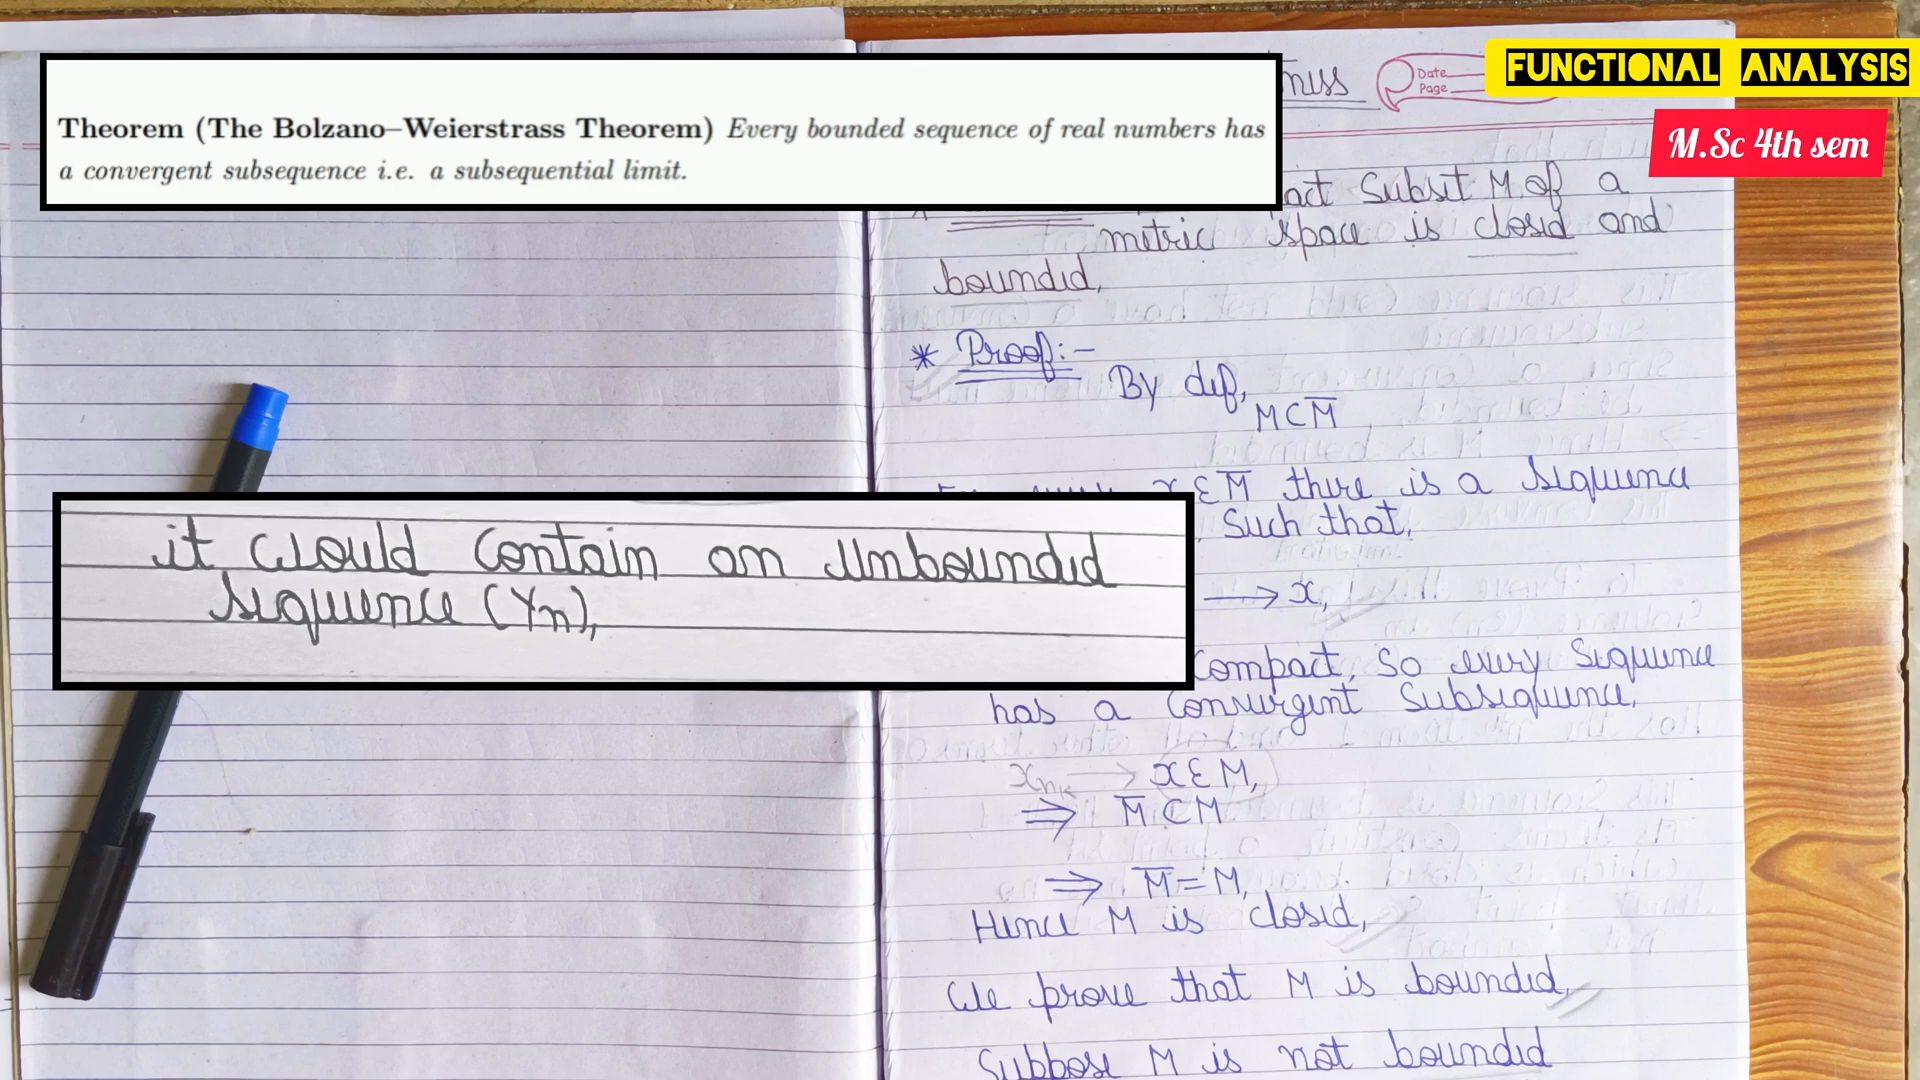 FUNCTIONAL ANALYSIS
M.Sc 4th sem
Date
Page
Theorem (The Bolzano–Weierstrass Theorem) Every bounded sequence of real numbers has
a convergent subsequence i.e. a subsequential limit.
Subset M of a
metric space is closed and
bounded,
* Proof:-
By def,
M⊂M̅
x ε M̅ there is a sequence
Such that,
→ x,
it would contain an unbounded
sequence (Yn),
Compact, So every sequence
has a convergent subsequence,
xnₖ → x ε M,
⇒ M̅ ⊂ M
⇒ M̅ = M,
Hence M is closed,
We prove that M is bounded,
Suppose M is not bounded